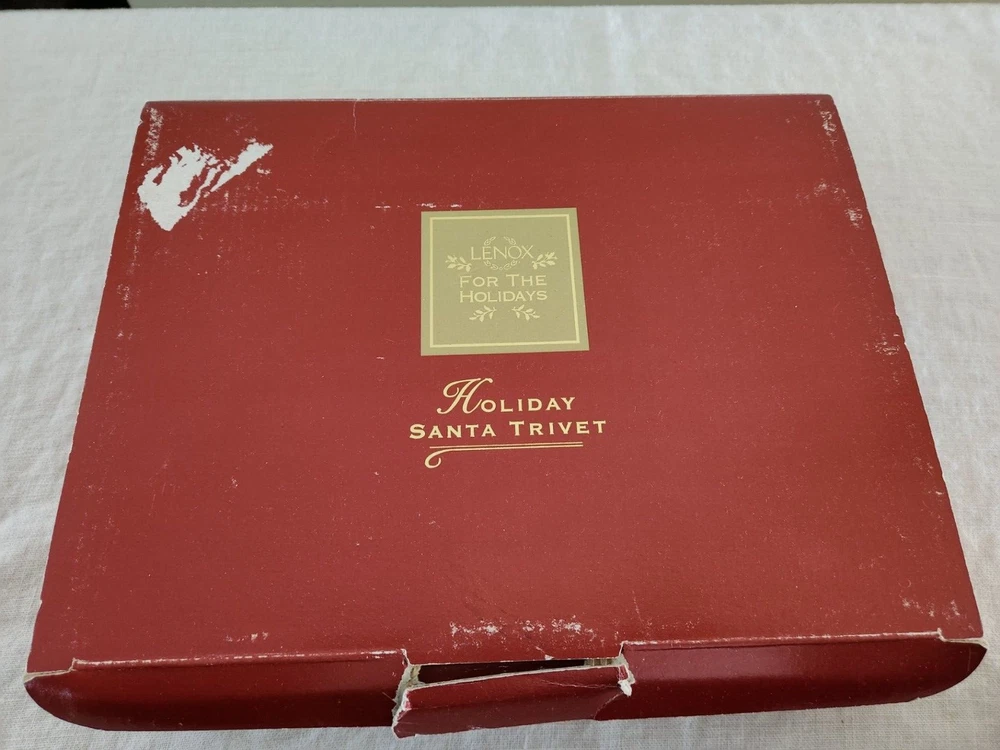 LENOX
FOR THE
HOLIDAYS
HOLIDAY
SANTA TRIVET